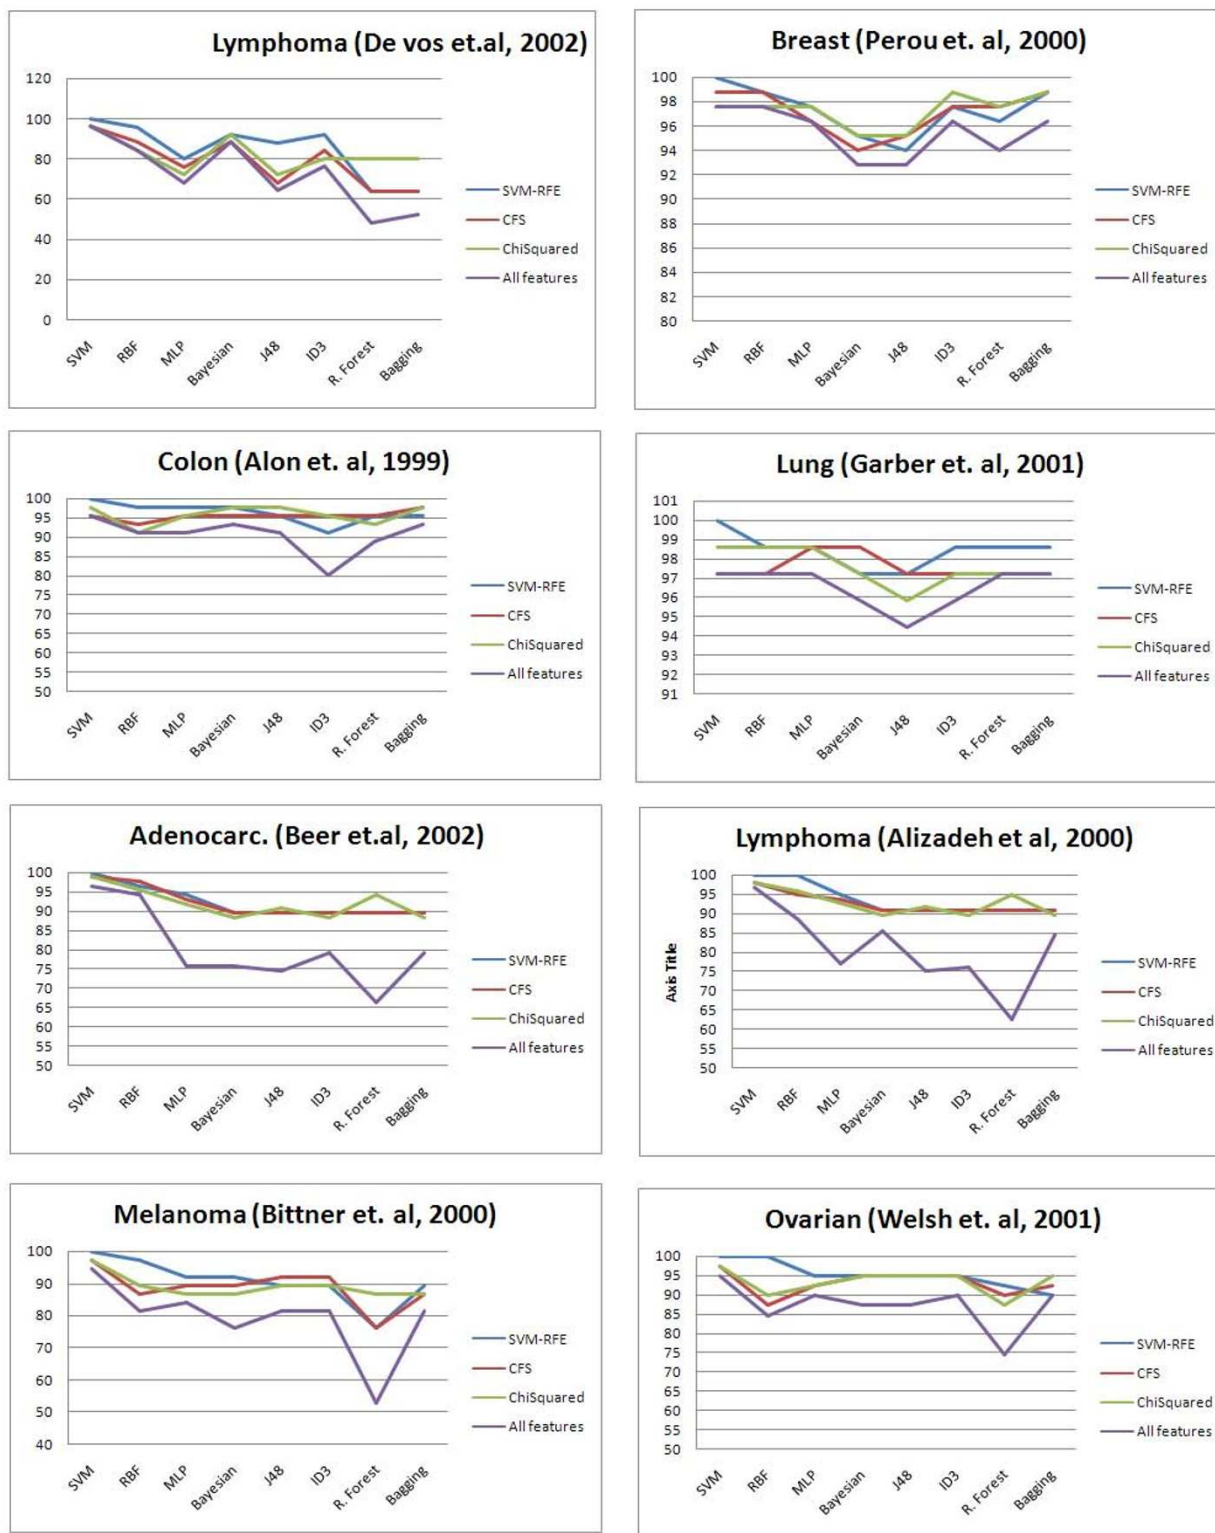 Lymphoma (De vos et.al, 2002)
120
100
80
60
40
20
0
SVM
RBF
MLP
Bayesian
J48
ID3
R. Forest
Bagging
SVM-RFE
CFS
ChiSquared
All features
Breast (Perou et. al, 2000)
100
98
96
94
92
90
88
86
84
82
80
SVM
RBF
MLP
Bayesian
J48
ID3
R. Forest
Bagging
SVM-RFE
CFS
ChiSquared
All features
Colon (Alon et. al, 1999)
100
95
90
85
80
75
70
65
60
55
50
SVM
RBF
MLP
Bayesian
J48
ID3
R. Forest
Bagging
SVM-RFE
CFS
ChiSquared
All features
Lung (Garber et. al, 2001)
101
100
99
98
97
96
95
94
93
92
91
SVM
RBF
MLP
Bayesian
J48
ID3
R. Forest
Bagging
SVM-RFE
CFS
ChiSquared
All features
Adenocarc. (Beer et.al, 2002)
100
95
90
85
80
75
70
65
60
55
50
SVM
RBF
MLP
Bayesian
J48
ID3
R. Forest
Bagging
SVM-RFE
CFS
ChiSquared
All features
Lymphoma (Alizadeh et al, 2000)
Axis Title
100
95
90
85
80
75
70
65
60
55
50
SVM
RBF
MLP
Bayesian
J48
ID3
R. Forest
Bagging
SVM-RFE
CFS
ChiSquared
All features
Melanoma (Bittner et. al, 2000)
100
90
80
70
60
50
40
SVM
RBF
MLP
Bayesian
J48
ID3
R. Forest
Bagging
SVM-RFE
CFS
ChiSquared
All features
Ovarian (Welsh et. al, 2001)
100
95
90
85
80
75
70
65
60
55
50
SVM
RBF
MLP
Bayesian
J48
ID3
R. Forest
Bagging
SVM-RFE
CFS
ChiSquared
All features